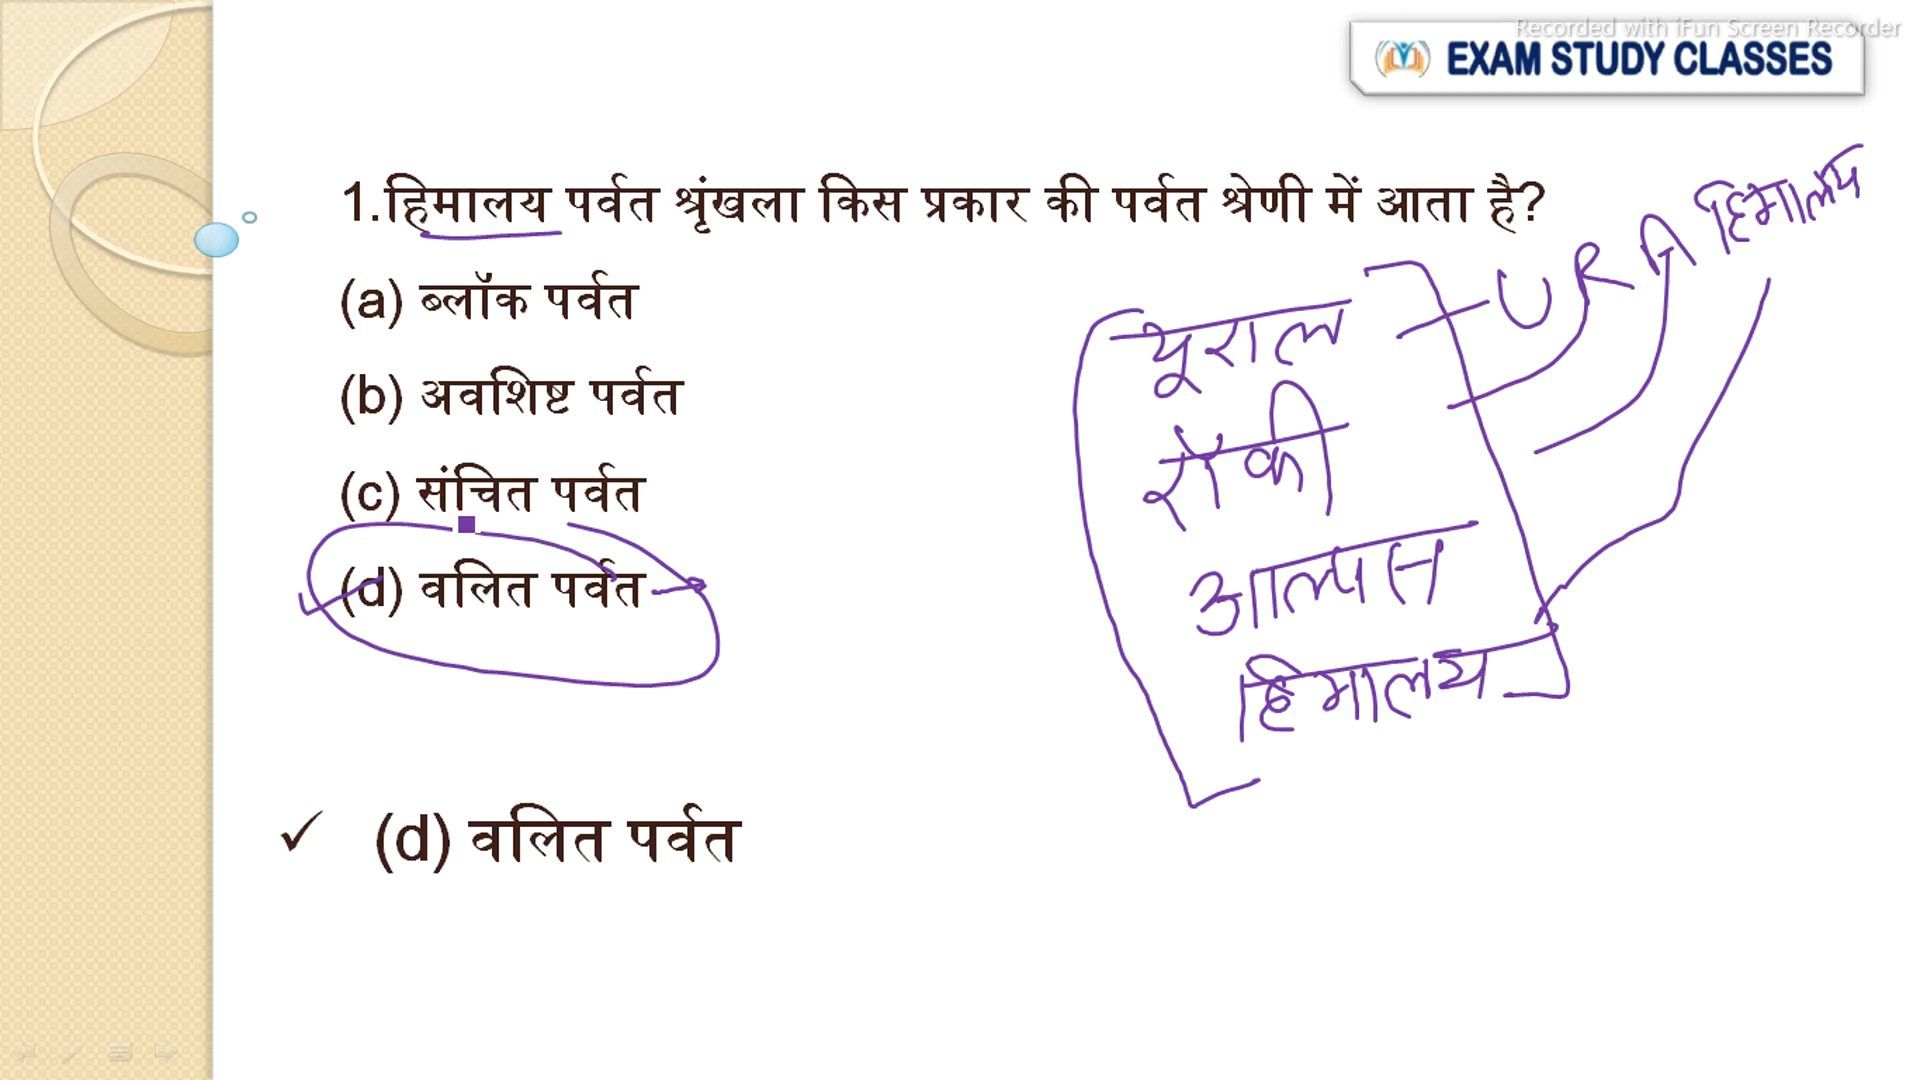 Recorded with iFun Screen Recorder
EXAM STUDY CLASSES
1.हिमालय पर्वत श्रृंखला किस प्रकार की पर्वत श्रेणी में आता है?
(a) ब्लॉक पर्वत
(b) अवशिष्ट पर्वत
(c) संचित पर्वत
(d) वलित पर्वत
✓ (d) वलित पर्वत
U R A हिमालय
यूराल
रॉकी
आल्पस
हिमालय